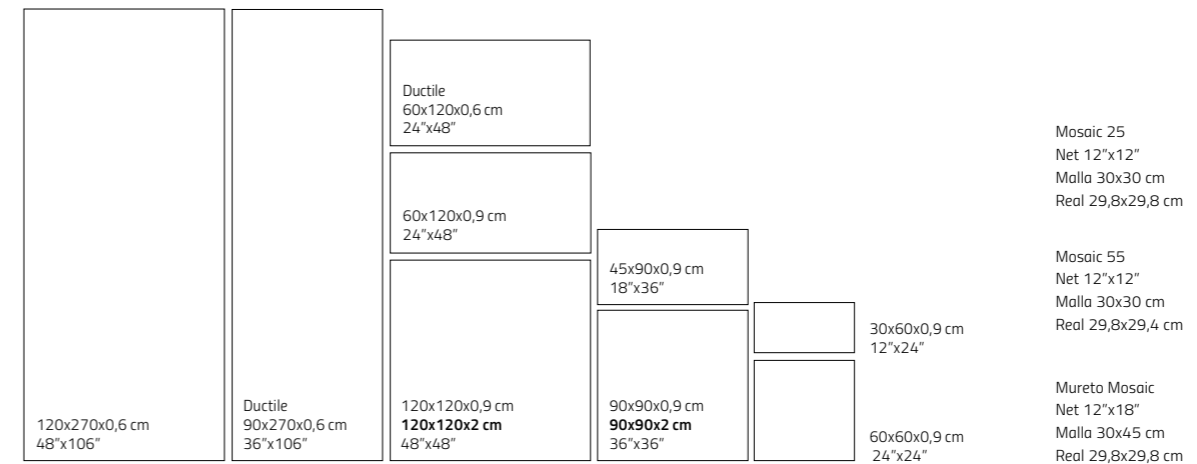 120x270x0,6 cm
48”x106”
Ductile
90x270x0,6 cm
36”x106”
Ductile
60x120x0,6 cm
24”x48”
60x120x0,9 cm
24”x48”
120x120x0,9 cm
120x120x2 cm
48”x48”
45x90x0,9 cm
18”x36”
90x90x0,9 cm
90x90x2 cm
36”x36”
30x60x0,9 cm
12”x24”
60x60x0,9 cm
24”x24”
Mosaic 25
Net 12”x12”
Malla 30x30 cm
Real 29,8x29,8 cm
Mosaic 55
Net 12”x12”
Malla 30x30 cm
Real 29,8x29,4 cm
Mureto Mosaic
Net 12”x18”
Malla 30x45 cm
Real 29,8x29,8 cm